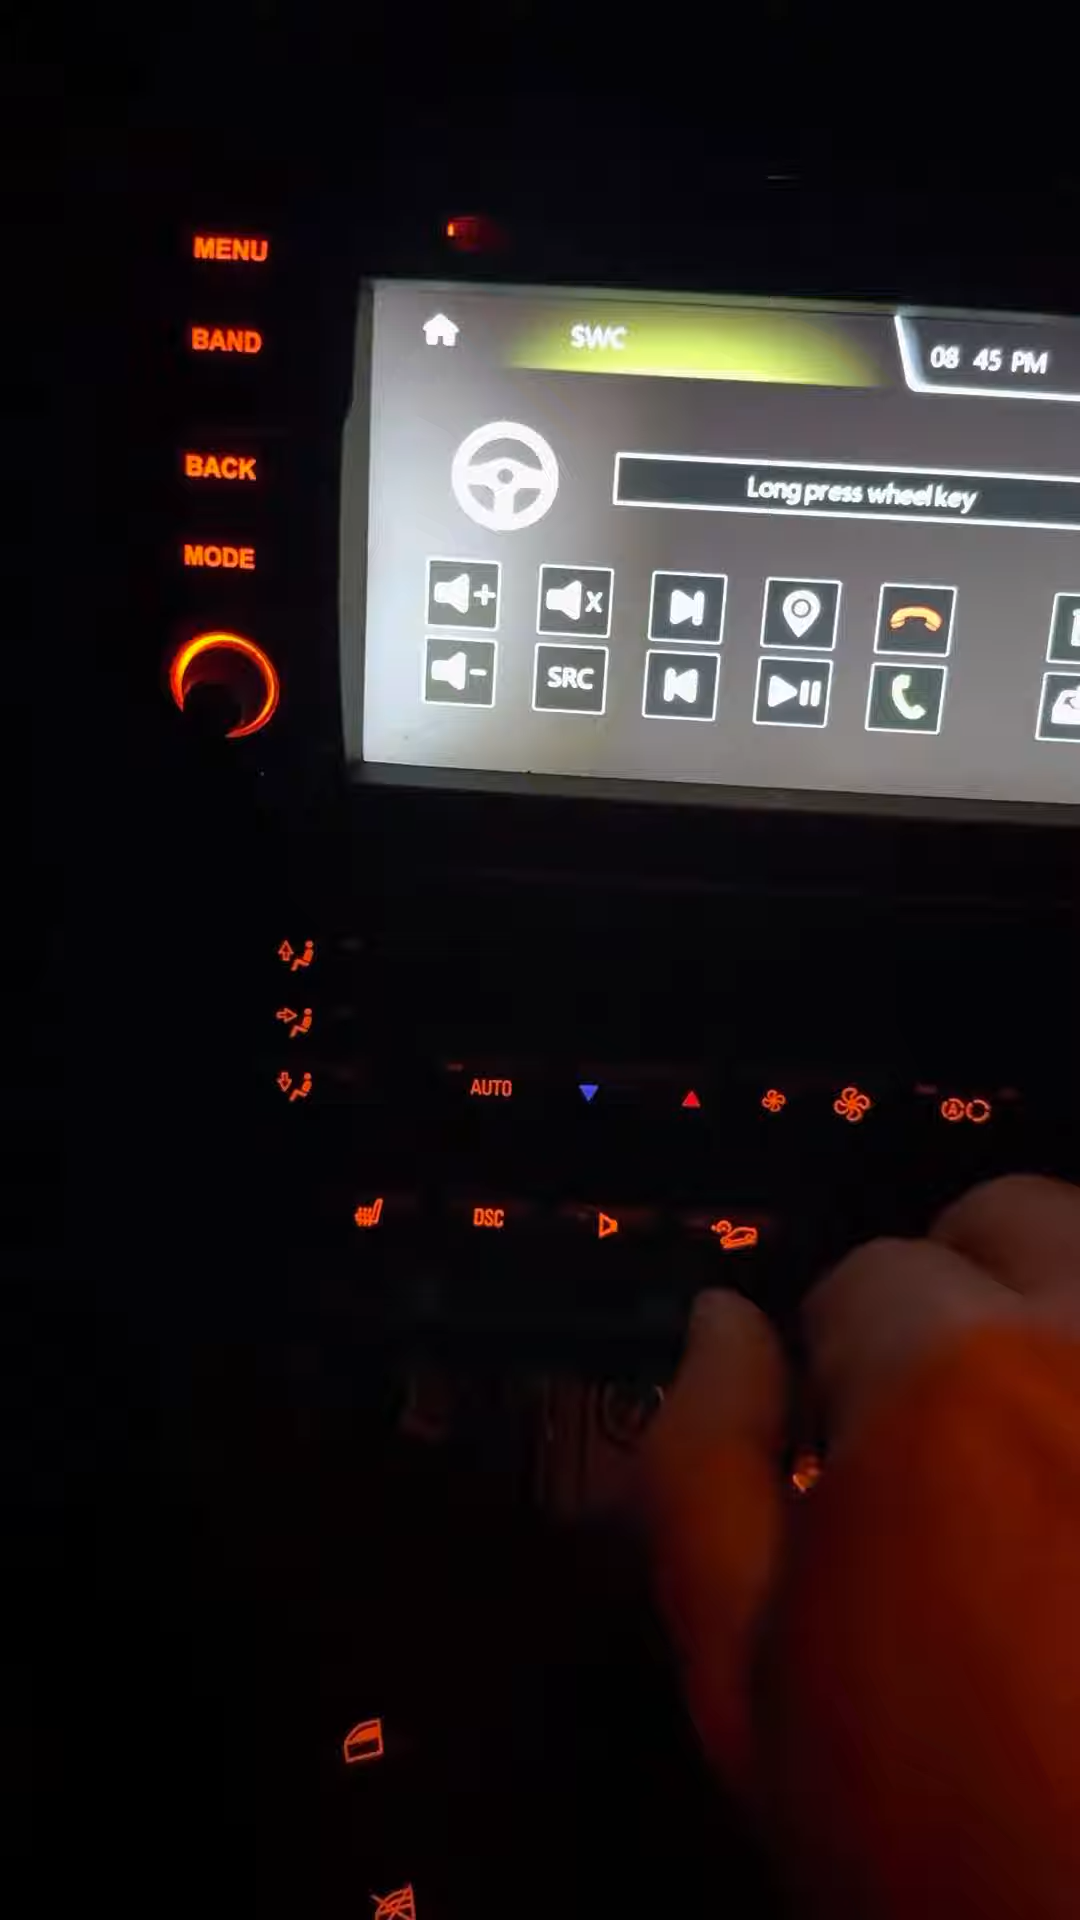 MENU
BAND
BACK
MODE
SWC
08 45 PM
Long press wheel key
SRC
AUTO
DSC